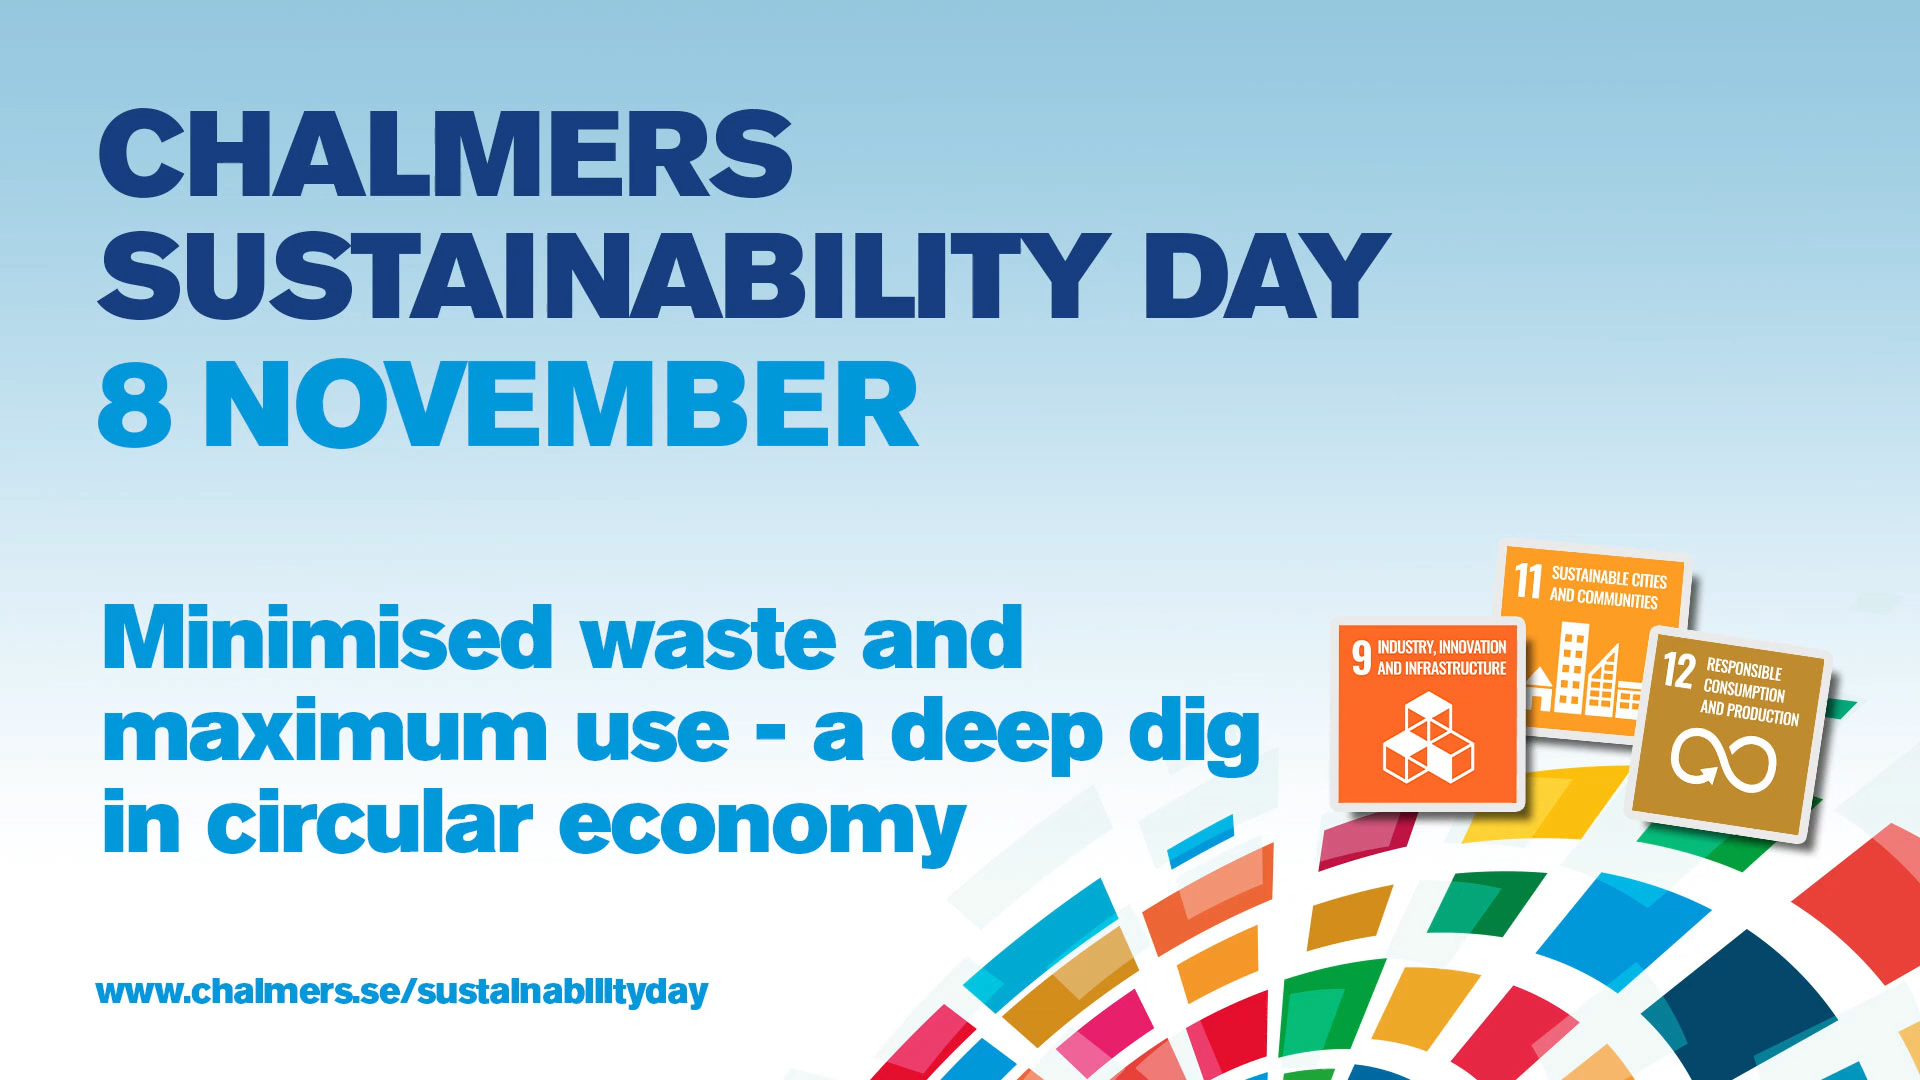 CHALMERS
SUSTAINABILITY DAY
8 NOVEMBER
Minimised waste and
maximum use - a deep dig
in circular economy
www.chalmers.se/sustainabilityday
11 SUSTAINABLE CITIES
AND COMMUNITIES
9 INDUSTRY, INNOVATION
AND INFRASTRUCTURE
12 RESPONSIBLE
CONSUMPTION
AND PRODUCTION